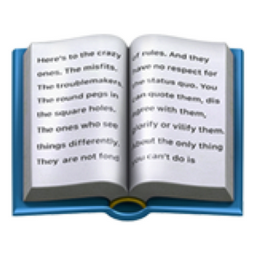 Here's to the crazy
ones. The misfits.
The troublemakers.
The round pegs in
the square holes.
The ones who see
things differently.
They are not fond
of rules. And they
have no respect for
the status quo. You
can quote them, dis
agree with them,
glorify or vilify them.
About the only thing
you can't do is